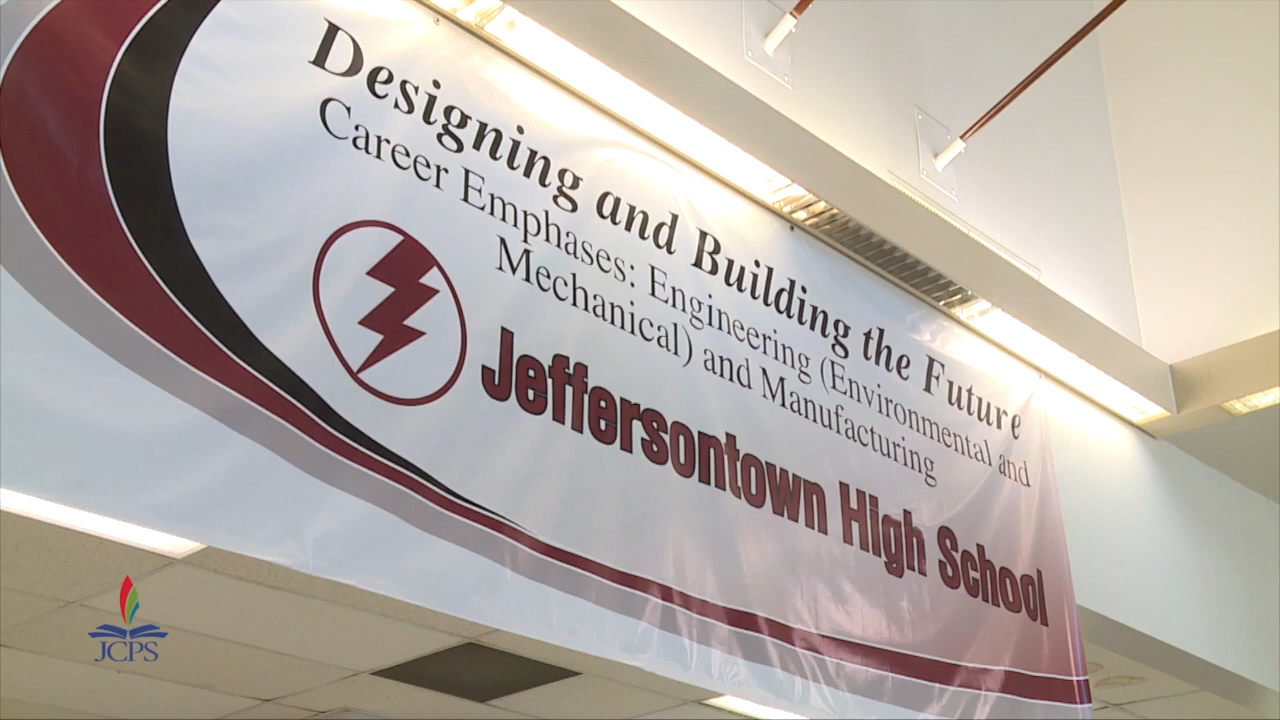 Designing and Building the Future
Career Emphases: Engineering (Environmental and
Mechanical) and Manufacturing
Jeffersontown High School
JCPS